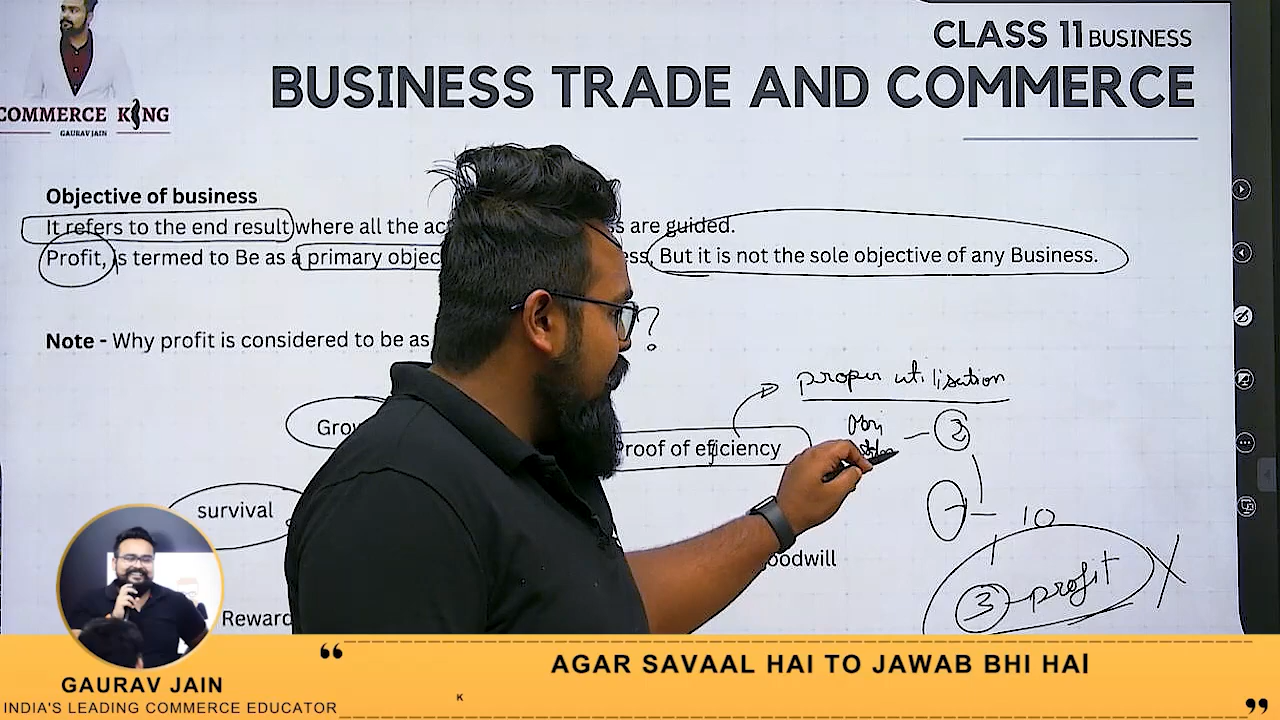 CLASS 11 BUSINESS
BUSINESS TRADE AND COMMERCE
COMMERCE KING
GAURAV JAIN
Objective of business
It refers to the end result where all the ac are guided.
Profit, is termed to Be as a primary objec But it is not the sole objective of any Business.
Note - Why profit is considered to be as ?
proper utilisation
Grow
Proof of eficiency
2
survival
7 - 10
oodwill
3 - profit X
Reward
AGAR SAVAAL HAI TO JAWAB BHI HAI
GAURAV JAIN
K
INDIA'S LEADING COMMERCE EDUCATOR